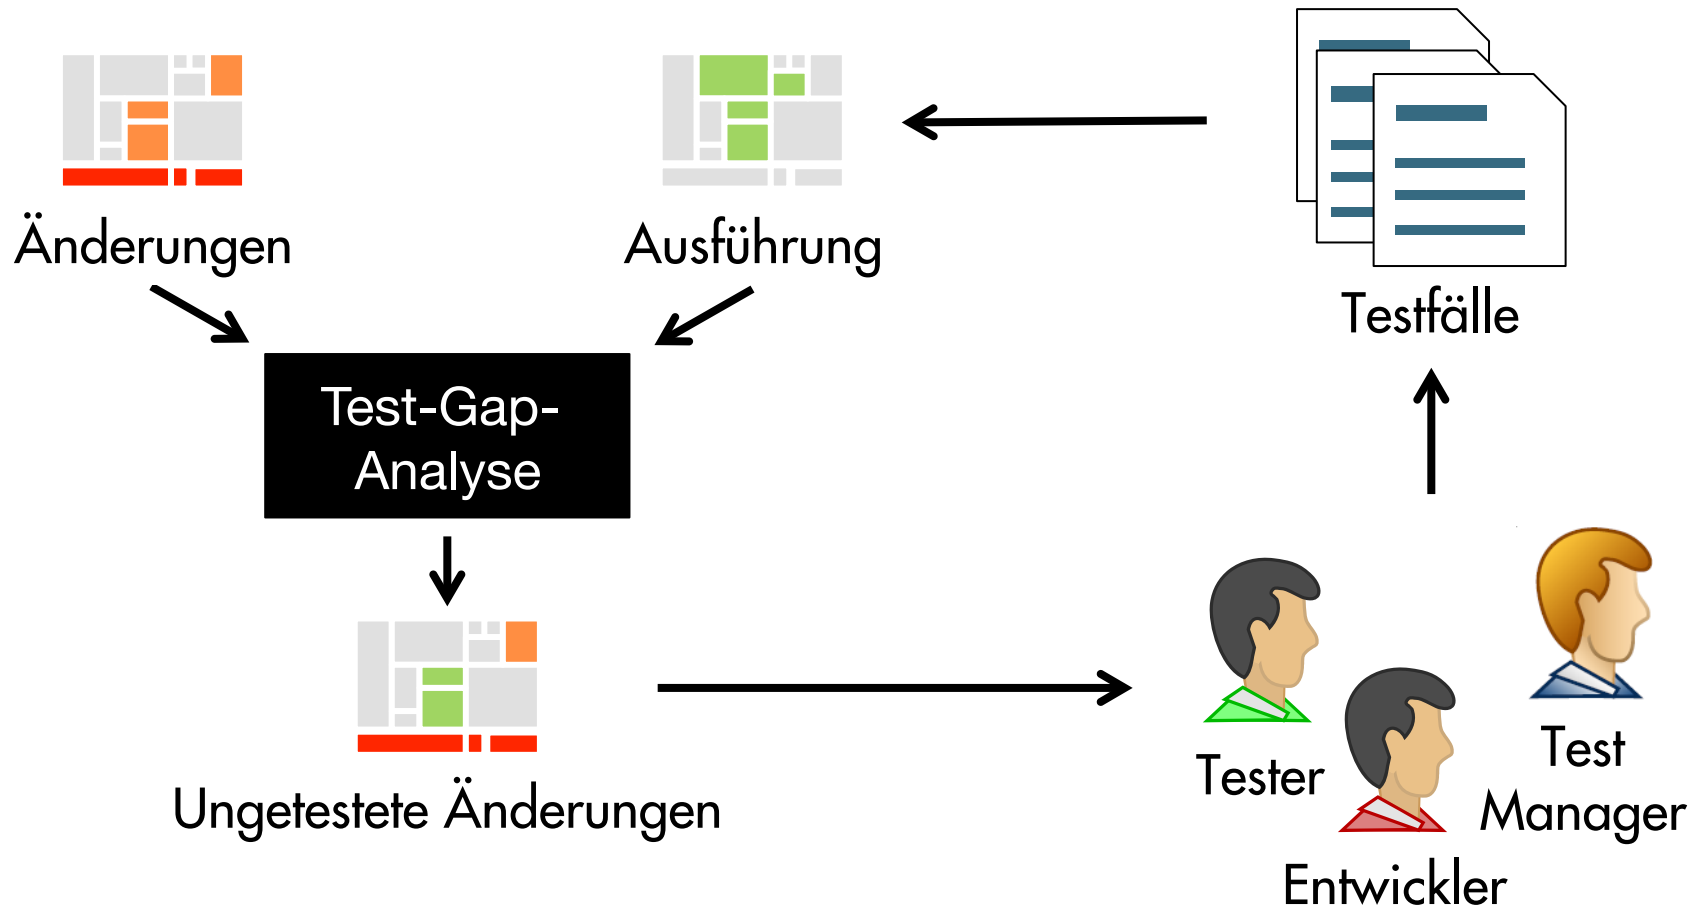 Änderungen
Ausführung
Testfälle
Test-Gap-
Analyse
Ungetestete Änderungen
Tester
Test
Manager
Entwickler